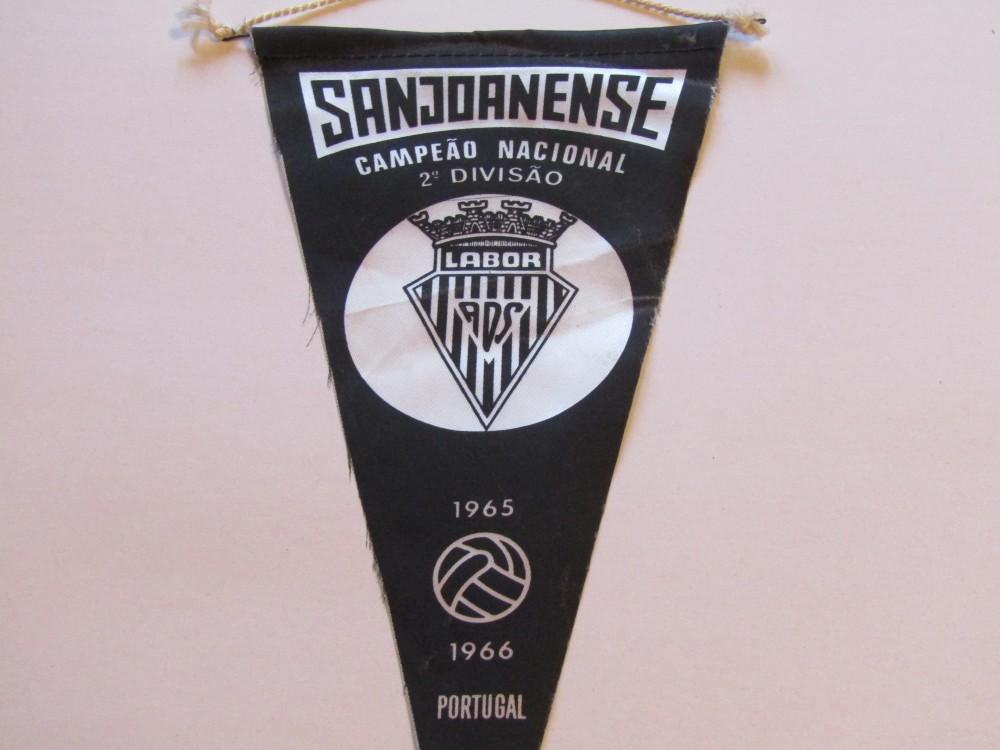 SANJOANENSE
CAMPEÃO NACIONAL
2º DIVISÃO
LABOR
ADS
1965
1966
PORTUGAL